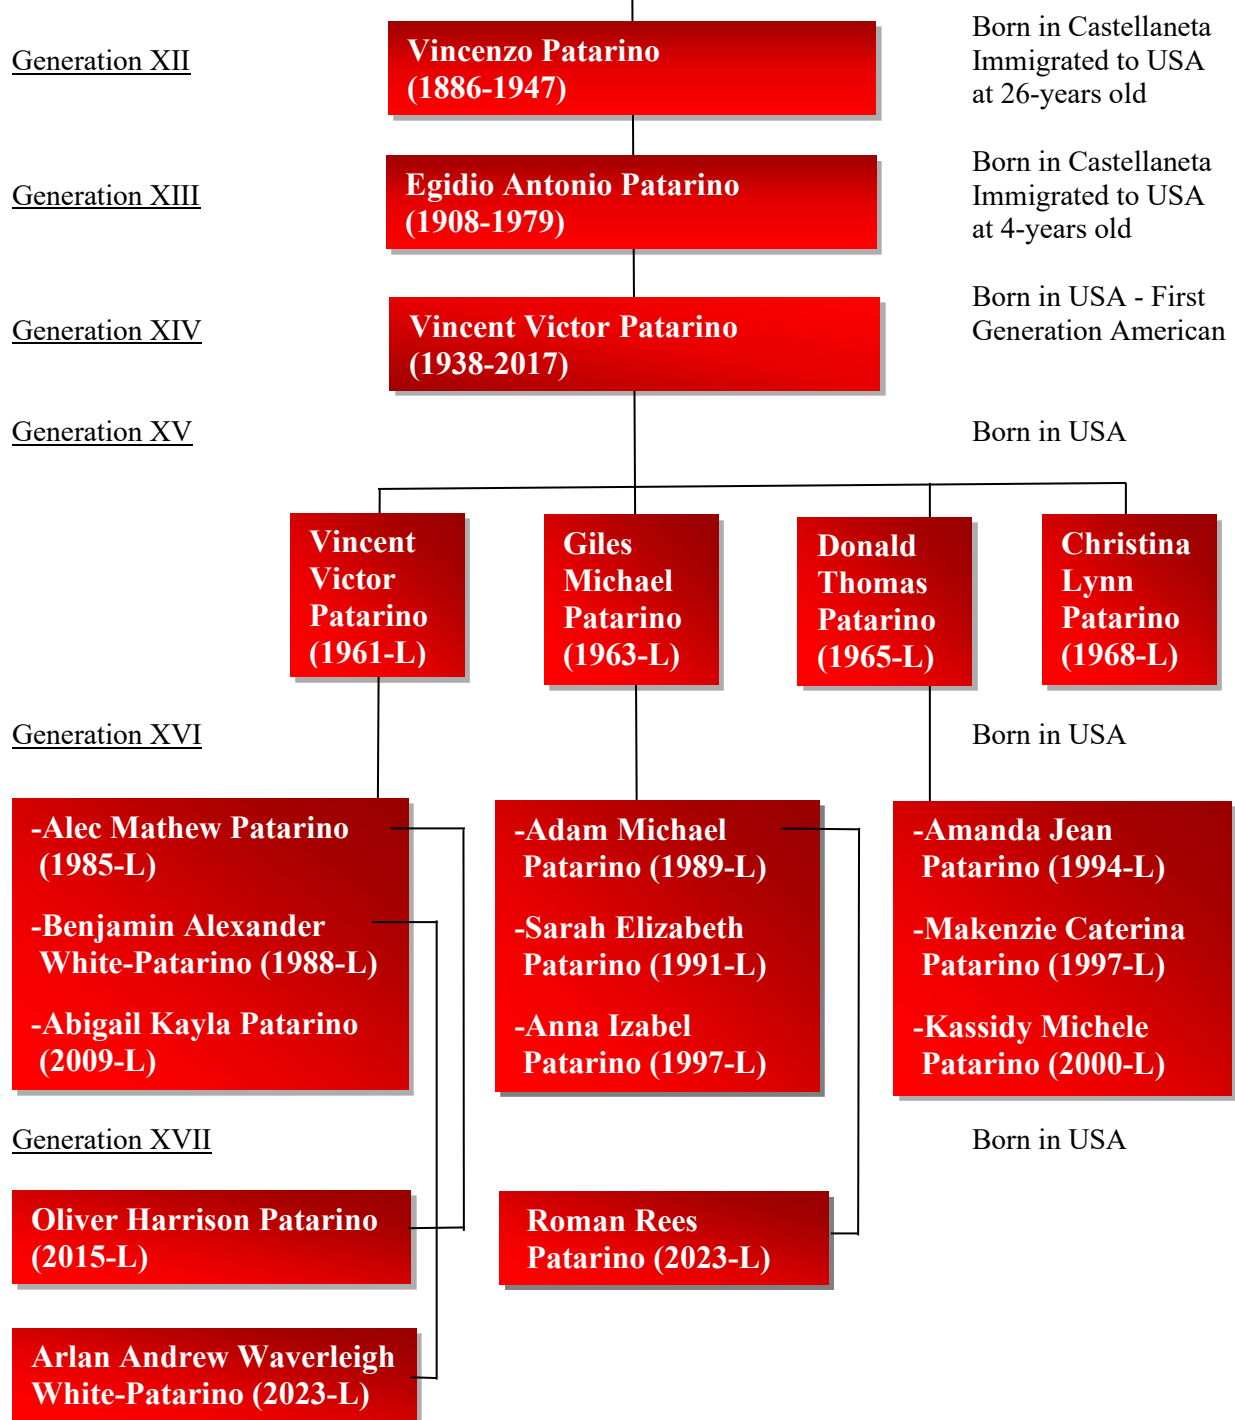 Generation XII
Vincenzo Patarino
(1886-1947)
Born in Castellaneta
Immigrated to USA
at 26-years old
Generation XIII
Egidio Antonio Patarino
(1908-1979)
Born in Castellaneta
Immigrated to USA
at 4-years old
Generation XIV
Vincent Victor Patarino
(1938-2017)
Born in USA - First
Generation American
Generation XV
Born in USA
Vincent
Victor
Patarino
(1961-L)
Giles
Michael
Patarino
(1963-L)
Donald
Thomas
Patarino
(1965-L)
Christina
Lynn
Patarino
(1968-L)
Generation XVI
Born in USA
-Alec Mathew Patarino
(1985-L)
-Benjamin Alexander
White-Patarino (1988-L)
-Abigail Kayla Patarino
(2009-L)
-Adam Michael
Patarino (1989-L)
-Sarah Elizabeth
Patarino (1991-L)
-Anna Izabel
Patarino (1997-L)
-Amanda Jean
Patarino (1994-L)
-Makenzie Caterina
Patarino (1997-L)
-Kassidy Michele
Patarino (2000-L)
Generation XVII
Born in USA
Oliver Harrison Patarino
(2015-L)
Roman Rees
Patarino (2023-L)
Arlan Andrew Waverleigh
White-Patarino (2023-L)